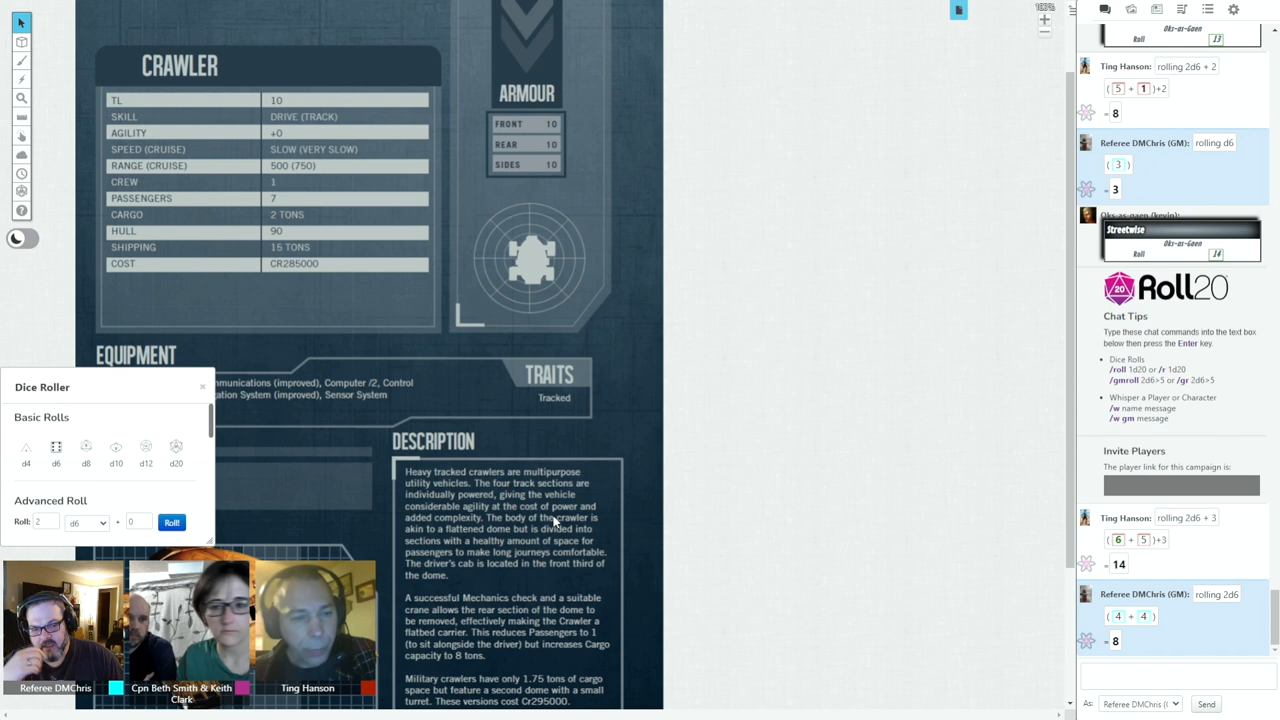 CRAWLER
TL 10
SKILL DRIVE (TRACK)
AGILITY +0
SPEED (CRUISE) SLOW (VERY SLOW)
RANGE (CRUISE) 500 (750)
CREW 1
PASSENGERS 7
CARGO 2 TONS
HULL 90
SHIPPING 15 TONS
COST CR285000
ARMOUR
FRONT 10
REAR 10
SIDES 10
EQUIPMENT
mmunications (improved), Computer /2, Control
ation System (improved), Sensor System
TRAITS
Tracked
DESCRIPTION
Heavy tracked crawlers are multipurpose
utility vehicles. The four track sections are
individually powered, giving the vehicle
considerable agility at the cost of power and
added complexity. The body of the crawler is
akin to a flattened dome but is divided into
sections with a healthy amount of space for
passengers to make long journeys comfortable.
The driver's cab is located in the front third of
the dome.
A successful Mechanics check and a suitable
crane allows the rear section of the dome to
be removed, effectively making the Crawler a
flatbed carrier. This reduces Passengers to 1
(to sit alongside the driver) but increases Cargo
capacity to 8 tons.
Military crawlers have only 1.75 tons of cargo
space but feature a second dome with a small
turret. These versions cost Cr295000.
Dice Roller ×
Basic Rolls
d4 d6 d8 d10 d12 d20
Advanced Roll
Roll: 2 d6 + 0 Roll!
Referee DMChris
Cpn Beth Smith & Keith
Clark
Ting Hanson
100%
Oks-as-Gaen
Roll 13
Ting Hanson: rolling 2d6 + 2
(5 + 1)+2
= 8
Referee DMChris (GM): rolling d6
(3)
= 3
Oks-as-gaen (kevin):
Streetwise
Oks-as-Gaen
Roll 14
20 Roll20
Chat Tips
Type these chat commands into the text box
below then press the Enter key.
Dice Rolls
/roll 1d20 or /r 1d20
/gmroll 2d6>5 or /gr 2d6>5
Whisper a Player or Character
/w name message
/w gm message
Invite Players
The player link for this campaign is:
Ting Hanson: rolling 2d6 + 3
(6 + 5)+3
= 14
Referee DMChris (GM): rolling 2d6
(4 + 4)
= 8
As: Referee DMChris (( Send